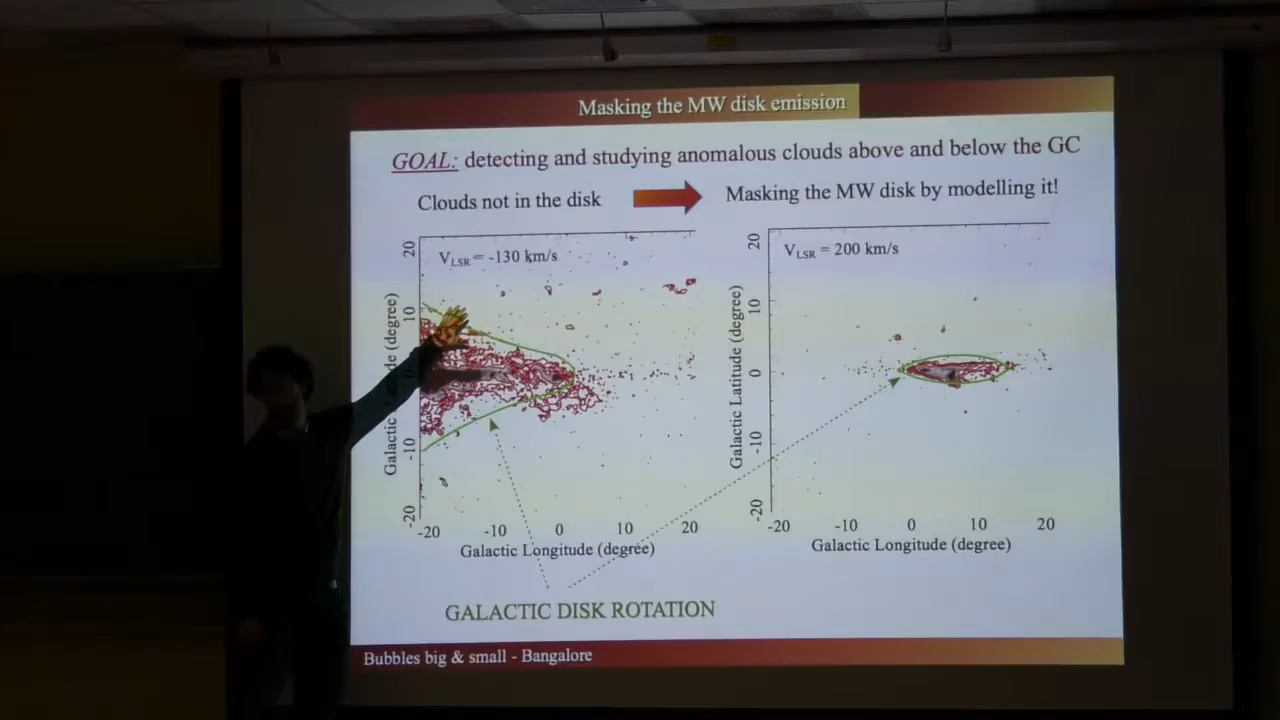 Masking the MW disk emission
GOAL: detecting and studying anomalous clouds above and below the GC
Clouds not in the disk
Masking the MW disk by modelling it!
VLSR = -130 km/s
20
10
0
-10
-20
Galactic Latitude (degree)
-20 -10 0 10 20
Galactic Longitude (degree)
VLSR = 200 km/s
20
10
0
-10
-20
Galactic Latitude (degree)
-20 -10 0 10 20
Galactic Longitude (degree)
GALACTIC DISK ROTATION
Bubbles big & small - Bangalore